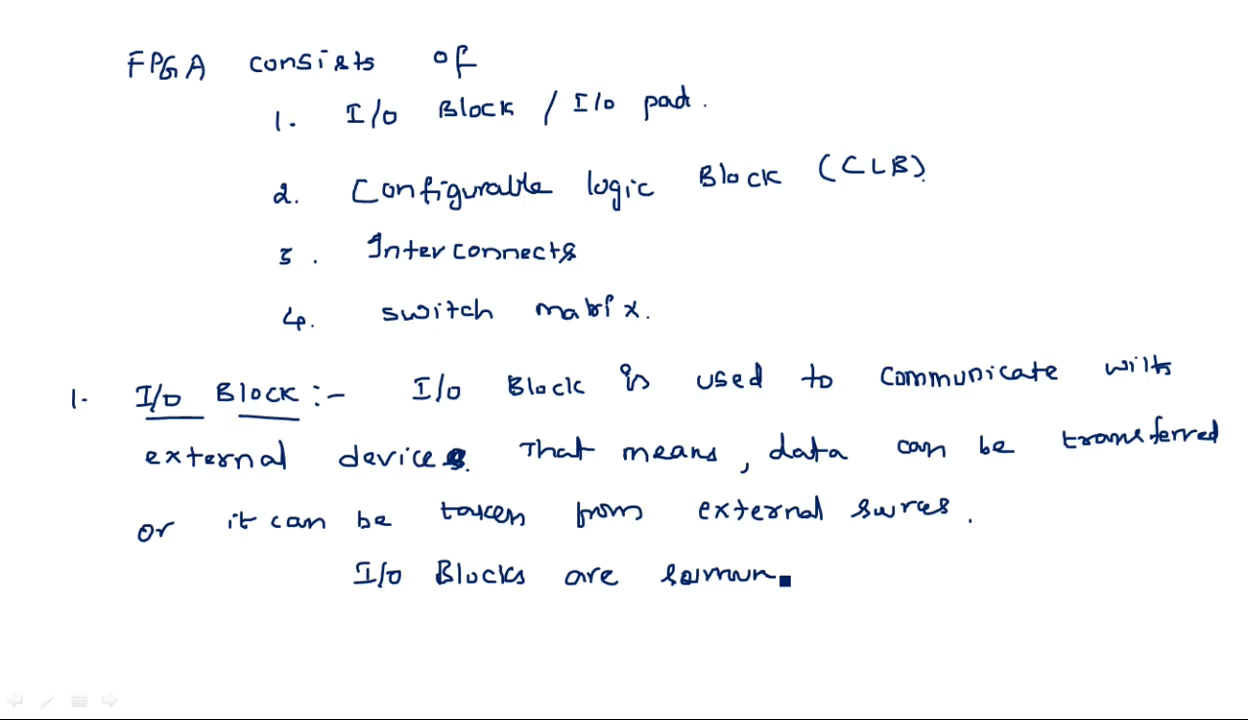 FPGA consists of
1. I/O Block / I/O pad.
2. Configurable logic Block (CLB).
3. Interconnects
4. switch matrix.
1. I/O Block :- I/O Block is used to communicate with
external devices. That means, data can be transferred
or it can be taken from external surces.
I/O Blocks are